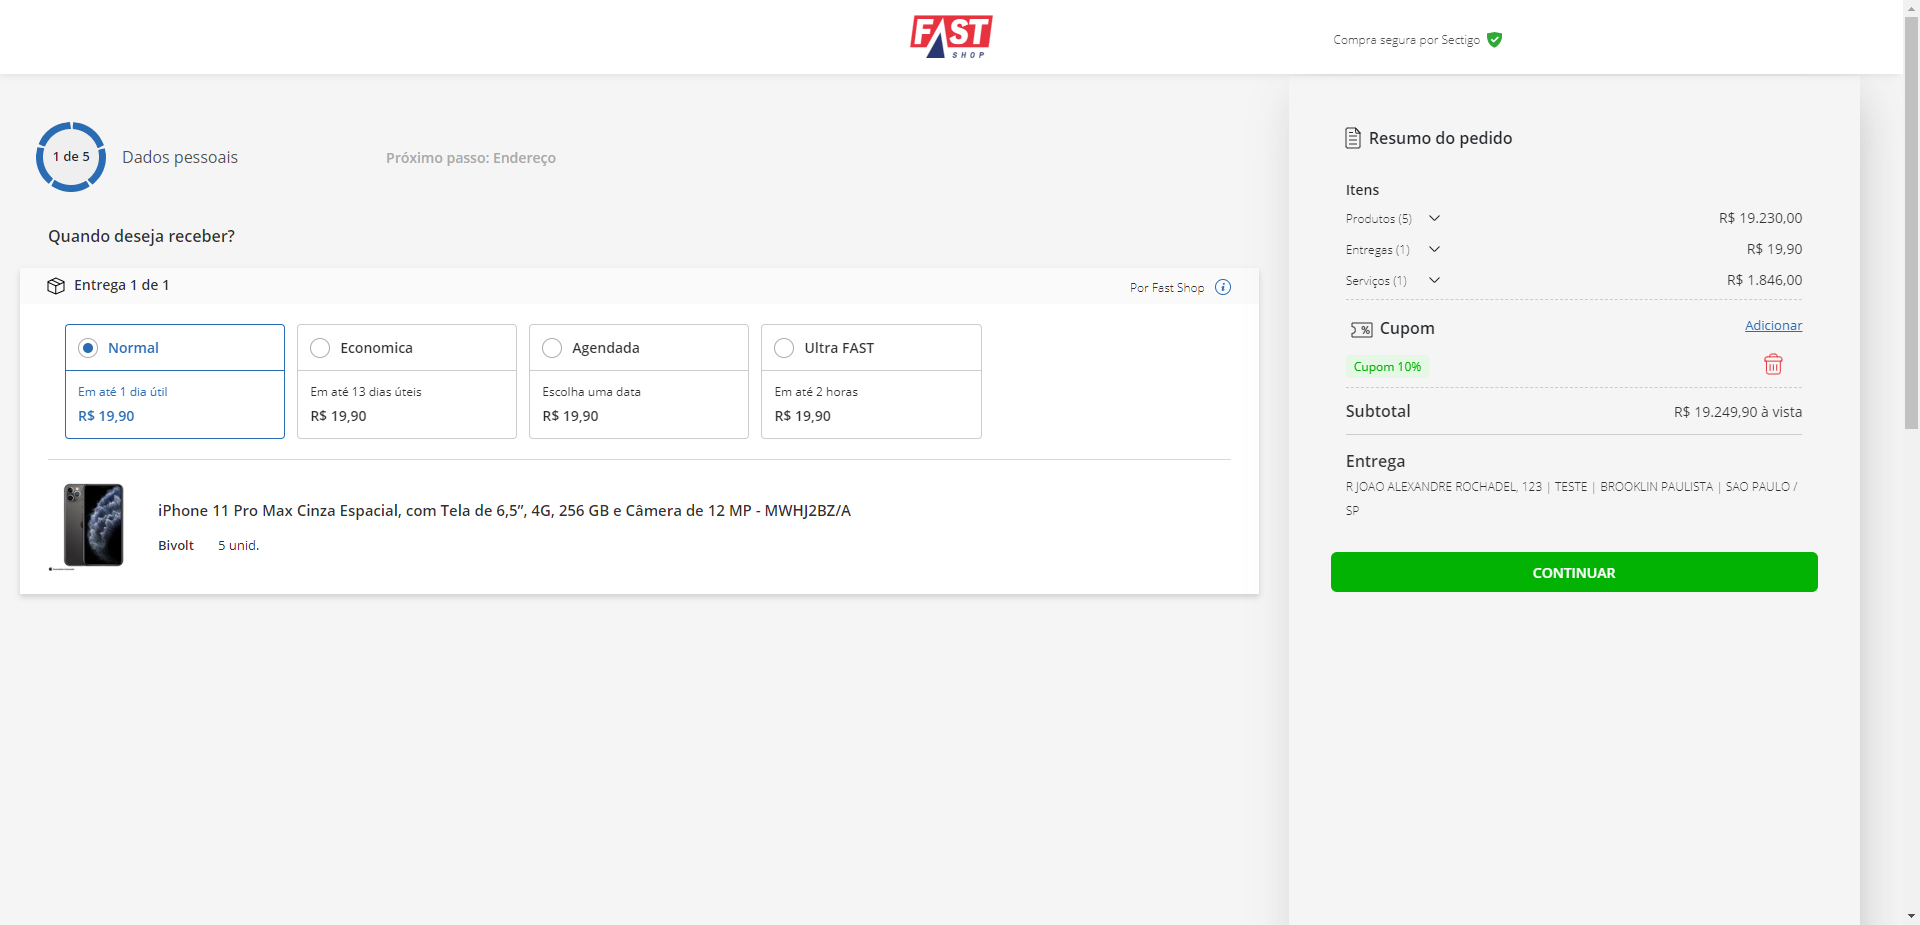 FAST
SHOP
Compra segura por Sectigo
1 de 5
Dados pessoais
Próximo passo: Endereço
Quando deseja receber?
Entrega 1 de 1
Por Fast Shop
Normal
Em até 1 dia útil
R$ 19,90
Economica
Em até 13 dias úteis
R$ 19,90
Agendada
Escolha uma data
R$ 19,90
Ultra FAST
Em até 2 horas
R$ 19,90
iPhone 11 Pro Max Cinza Espacial, com Tela de 6,5”, 4G, 256 GB e Câmera de 12 MP - MWHJ2BZ/A
Bivolt 5 unid.
Resumo do pedido
Itens
Produtos (5) R$ 19.230,00
Entregas (1) R$ 19,90
Serviços (1) R$ 1.846,00
% Cupom Adicionar
Cupom 10%
Subtotal R$ 19.249,90 à vista
Entrega
R JOAO ALEXANDRE ROCHADEL, 123 | TESTE | BROOKLIN PAULISTA | SAO PAULO /
SP
CONTINUAR